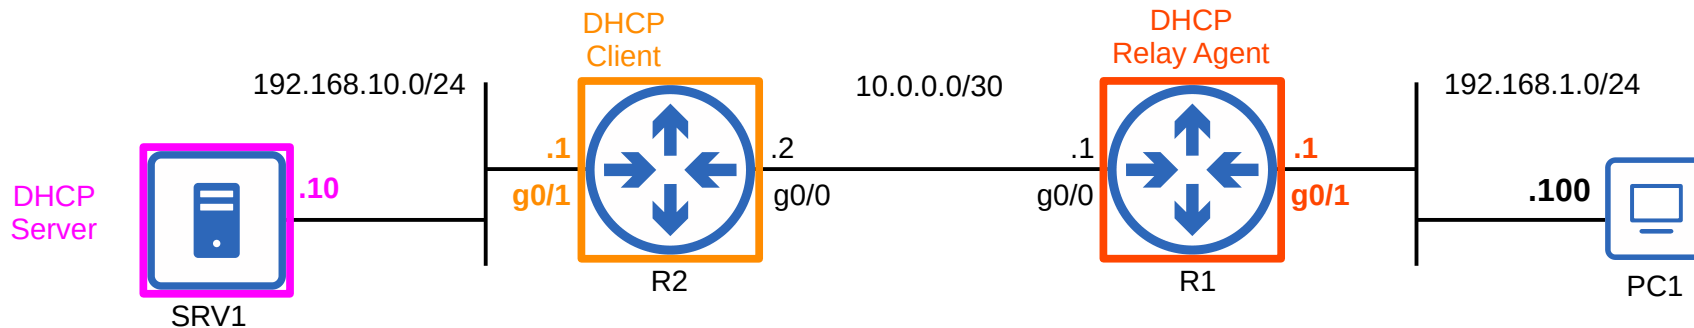 DHCP
Client
DHCP
Relay Agent
192.168.10.0/24
10.0.0.0/30
192.168.1.0/24
.1
.2
.1
.1
DHCP
Server
.10
g0/1
g0/0
g0/0
g0/1
.100
R2
R1
PC1
SRV1